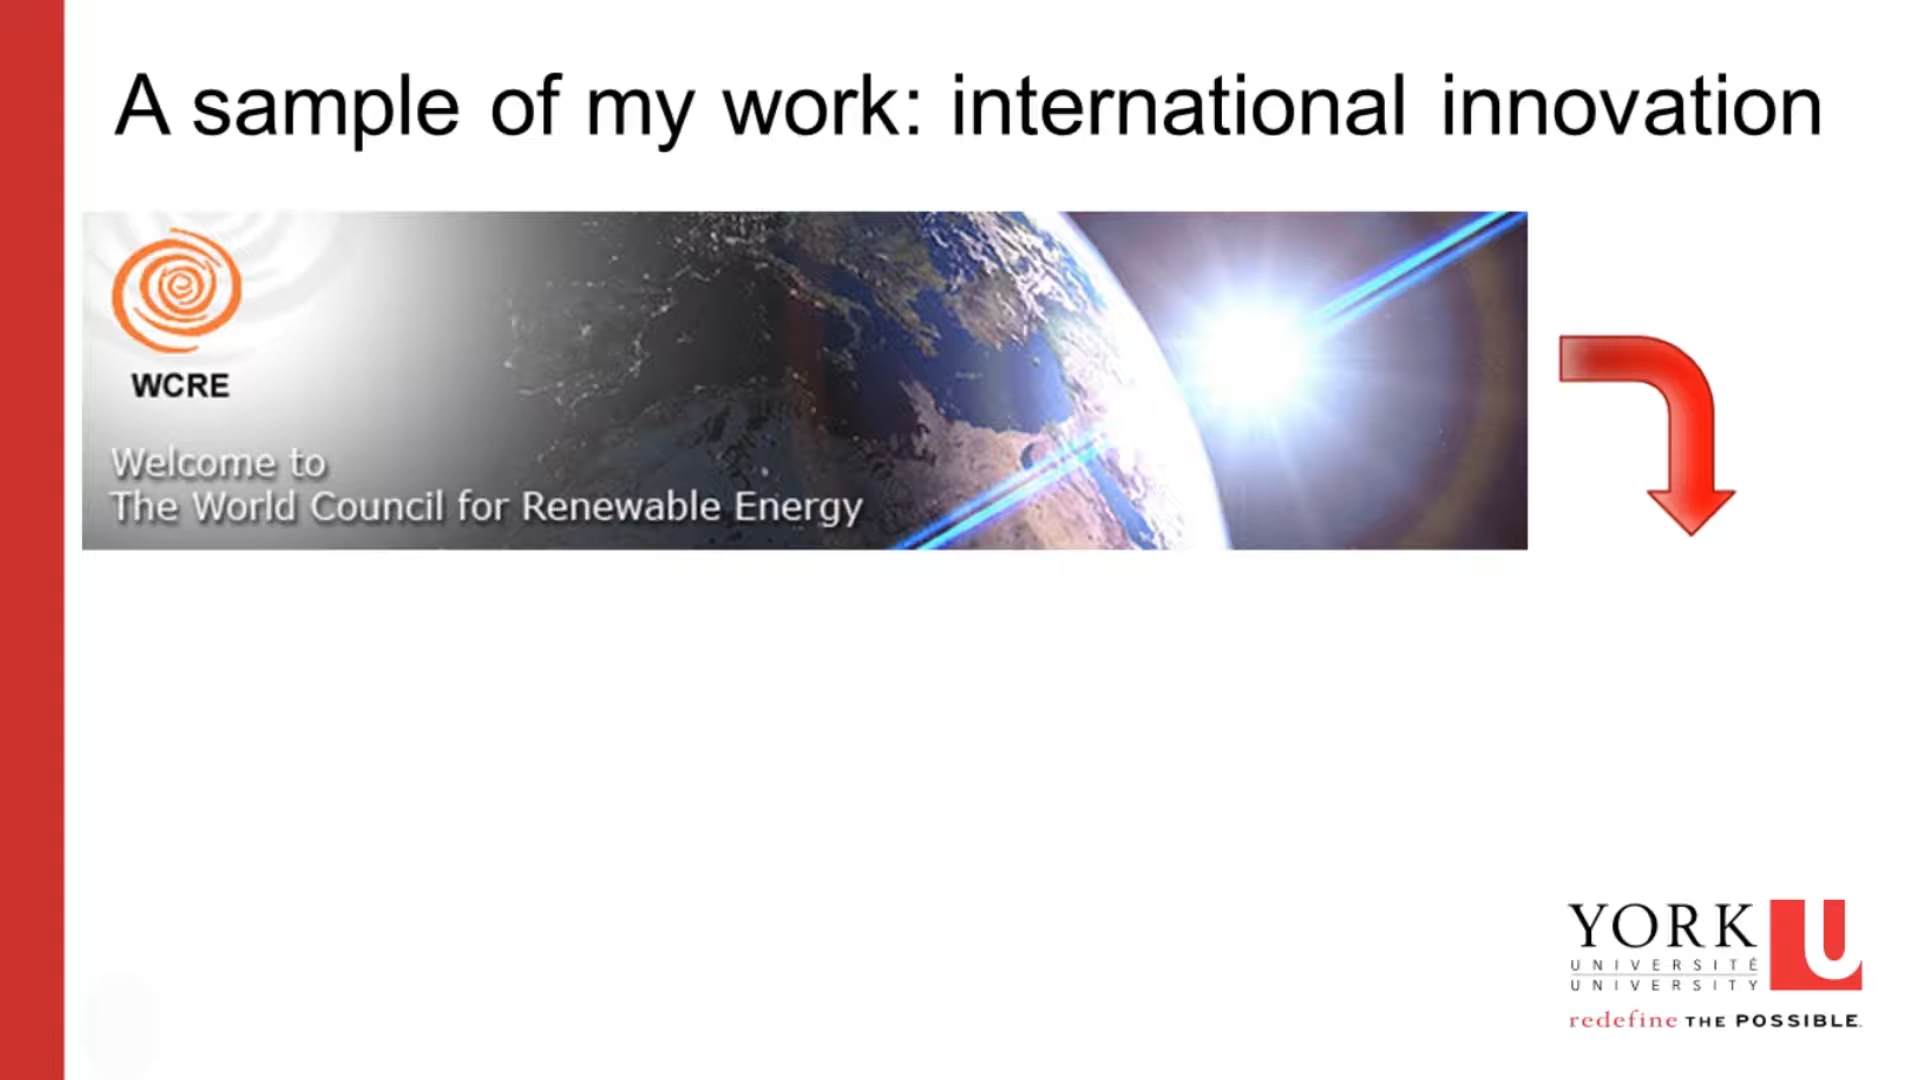 A sample of my work: international innovation
WCRE
Welcome to
The World Council for Renewable Energy
YORK U
UNIVERSITÉ
UNIVERSITY
redefine THE POSSIBLE.